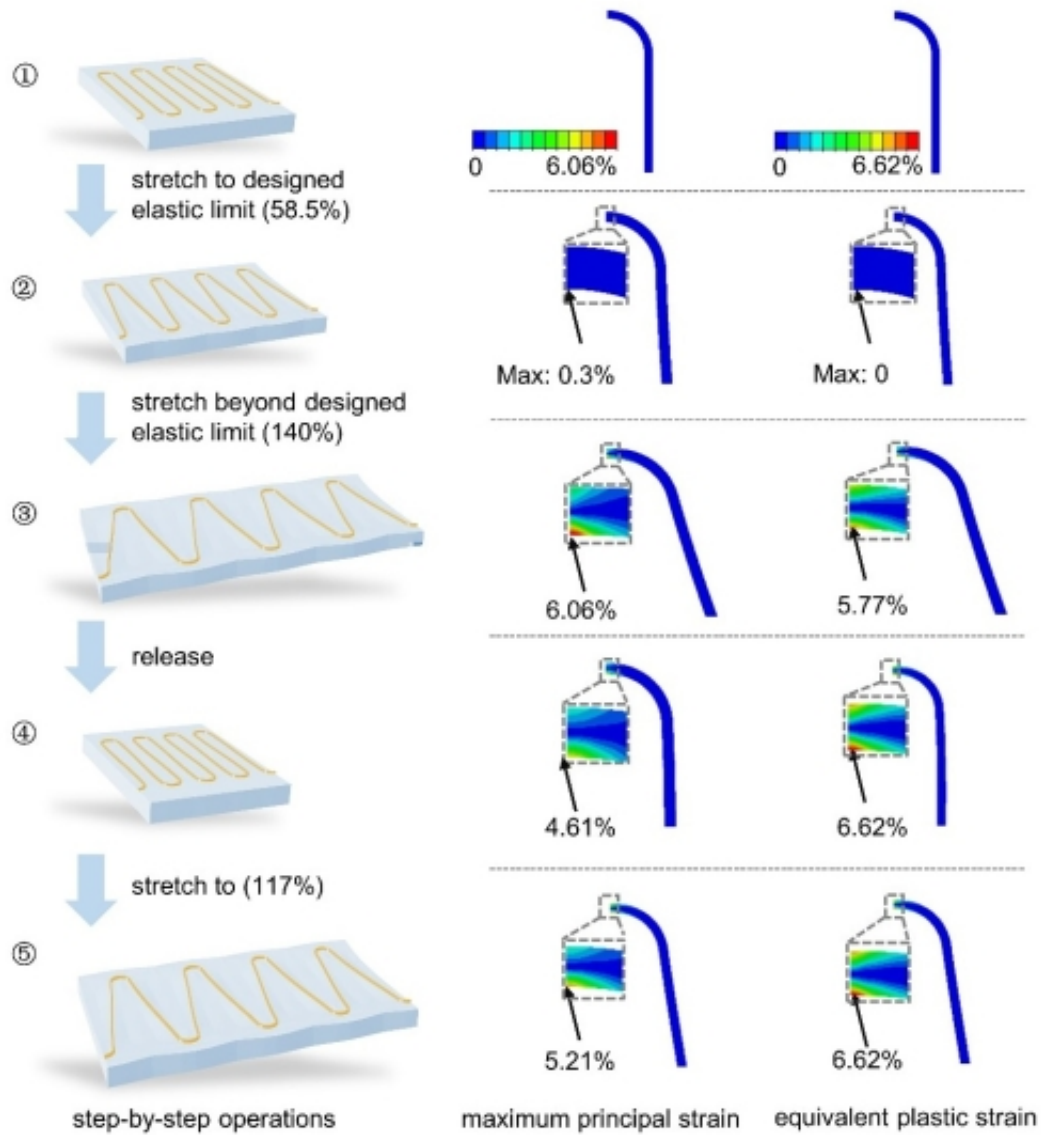 ①
0
6.06%
0
6.62%
stretch to designed
elastic limit (58.5%)
②
Max: 0.3%
Max: 0
stretch beyond designed
elastic limit (140%)
③
6.06%
5.77%
release
④
4.61%
6.62%
stretch to (117%)
⑤
5.21%
6.62%
step-by-step operations
maximum principal strain
equivalent plastic strain